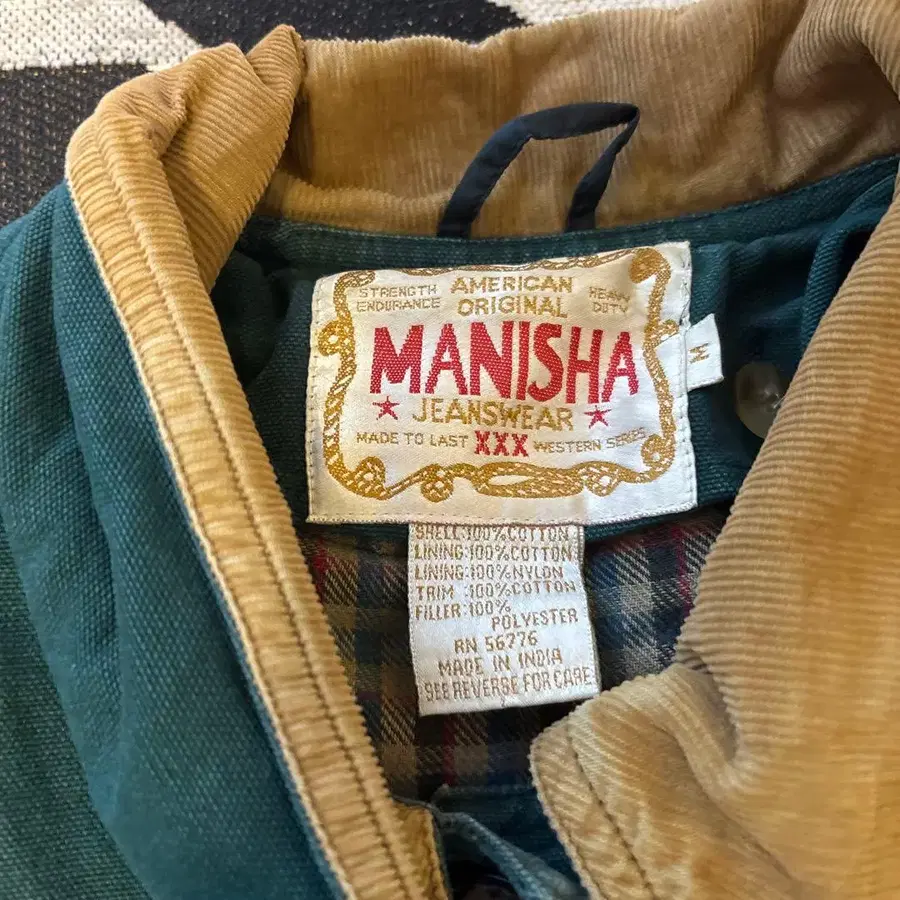 STRENGTH ENDURANCE
AMERICAN ORIGINAL
HEAVY DUTY
MANISHA
JEANSWEAR
MADE TO LAST XXX WESTERN SERIES
M
SHELL:100%COTTON
LINING:100%COTTON
LINING:100%NYLON
TRIM :100%COTTON
FILLER:100%
POLYESTER
RN 56776
MADE IN INDIA
SEE REVERSE FOR CARE